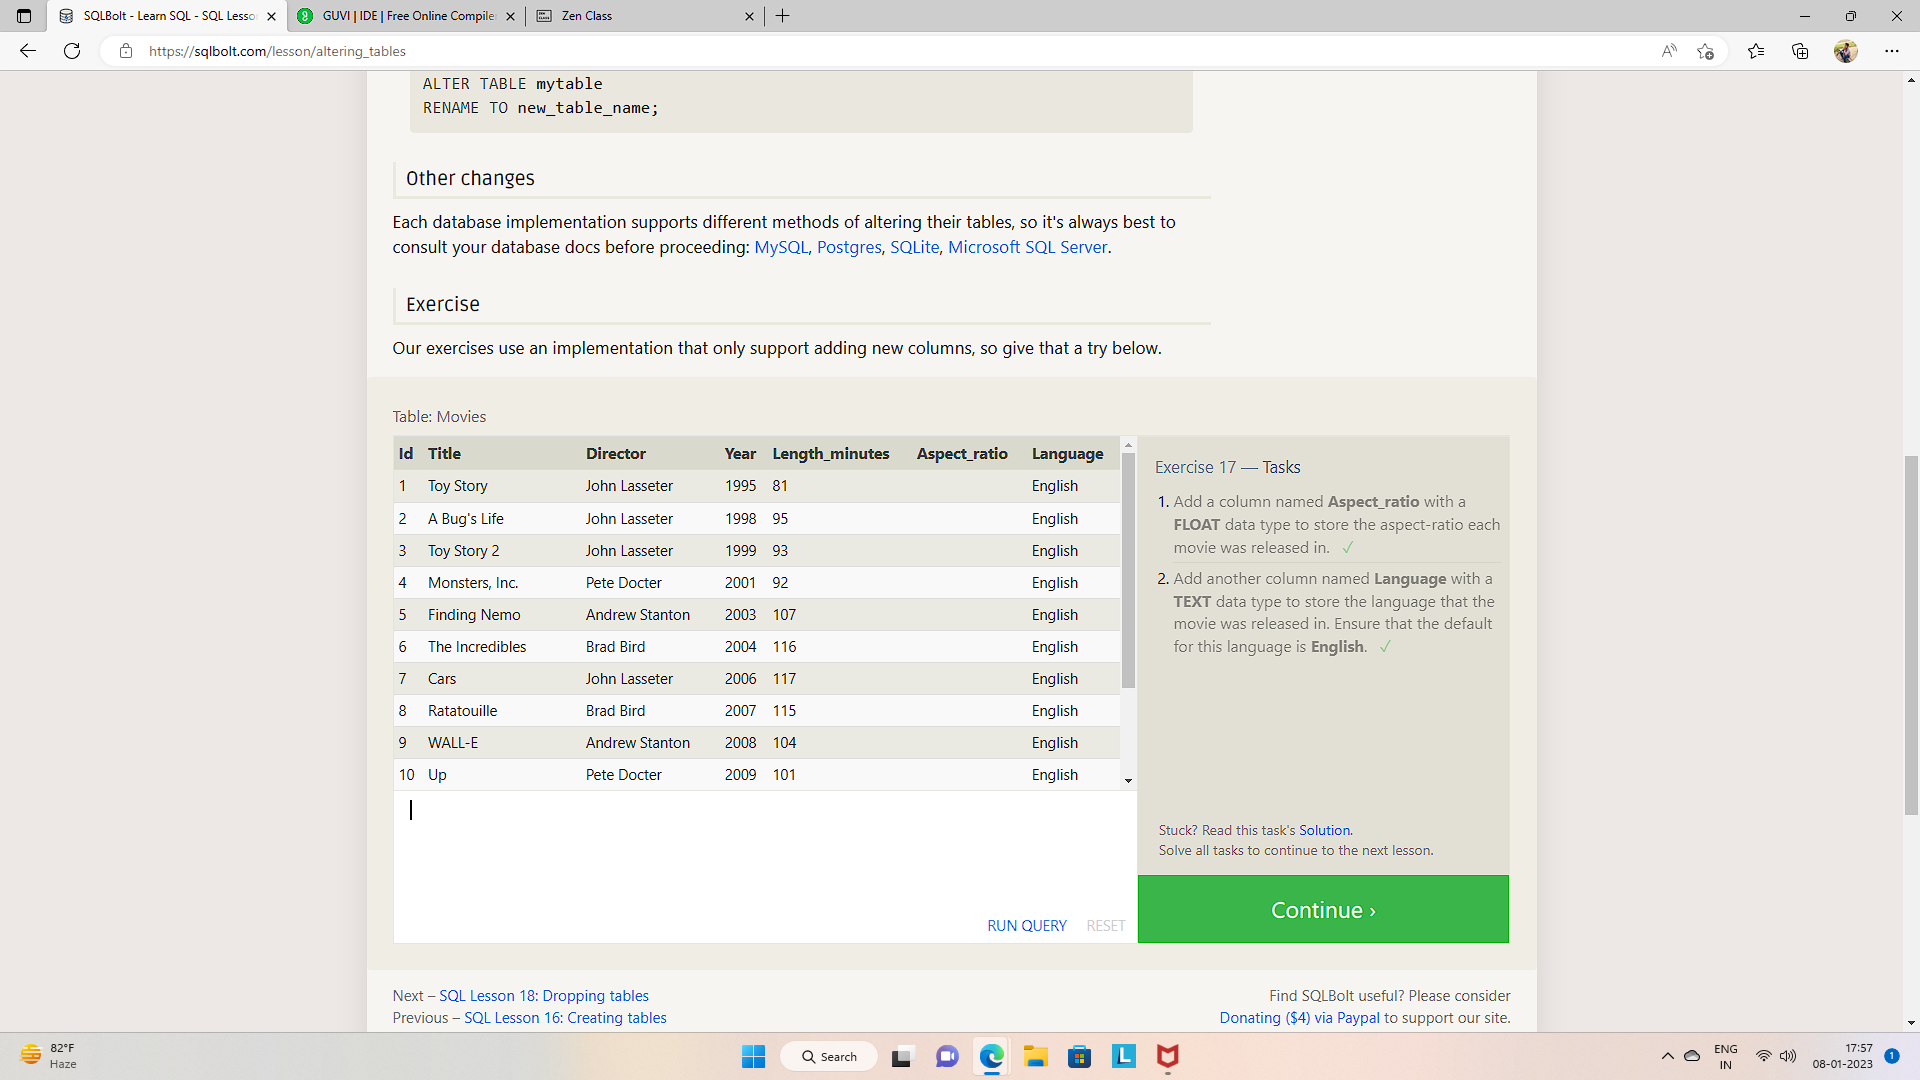 SQLBolt - Learn SQL - SQL Lesso
GUVI | IDE | Free Online Compiler
Zen Class
https://sqlbolt.com/lesson/altering_tables
ALTER TABLE mytable
RENAME TO new_table_name;
Other changes
Each database implementation supports different methods of altering their tables, so it's always best to
consult your database docs before proceeding: MySQL, Postgres, SQLite, Microsoft SQL Server.
Exercise
Our exercises use an implementation that only support adding new columns, so give that a try below.
Table: Movies
Id Title Director Year Length_minutes Aspect_ratio Language
1 Toy Story John Lasseter 1995 81 English
2 A Bug's Life John Lasseter 1998 95 English
3 Toy Story 2 John Lasseter 1999 93 English
4 Monsters, Inc. Pete Docter 2001 92 English
5 Finding Nemo Andrew Stanton 2003 107 English
6 The Incredibles Brad Bird 2004 116 English
7 Cars John Lasseter 2006 117 English
8 Ratatouille Brad Bird 2007 115 English
9 WALL-E Andrew Stanton 2008 104 English
10 Up Pete Docter 2009 101 English
RUN QUERY RESET
Exercise 17 — Tasks
1. Add a column named Aspect_ratio with a
FLOAT data type to store the aspect-ratio each
movie was released in. ✓
2. Add another column named Language with a
TEXT data type to store the language that the
movie was released in. Ensure that the default
for this language is English. ✓
Stuck? Read this task's Solution.
Solve all tasks to continue to the next lesson.
Continue ›
Next – SQL Lesson 18: Dropping tables
Previous – SQL Lesson 16: Creating tables
Find SQLBolt useful? Please consider
Donating ($4) via Paypal to support our site.
82°F
Haze
Search
ENG
IN
17:57
08-01-2023
1